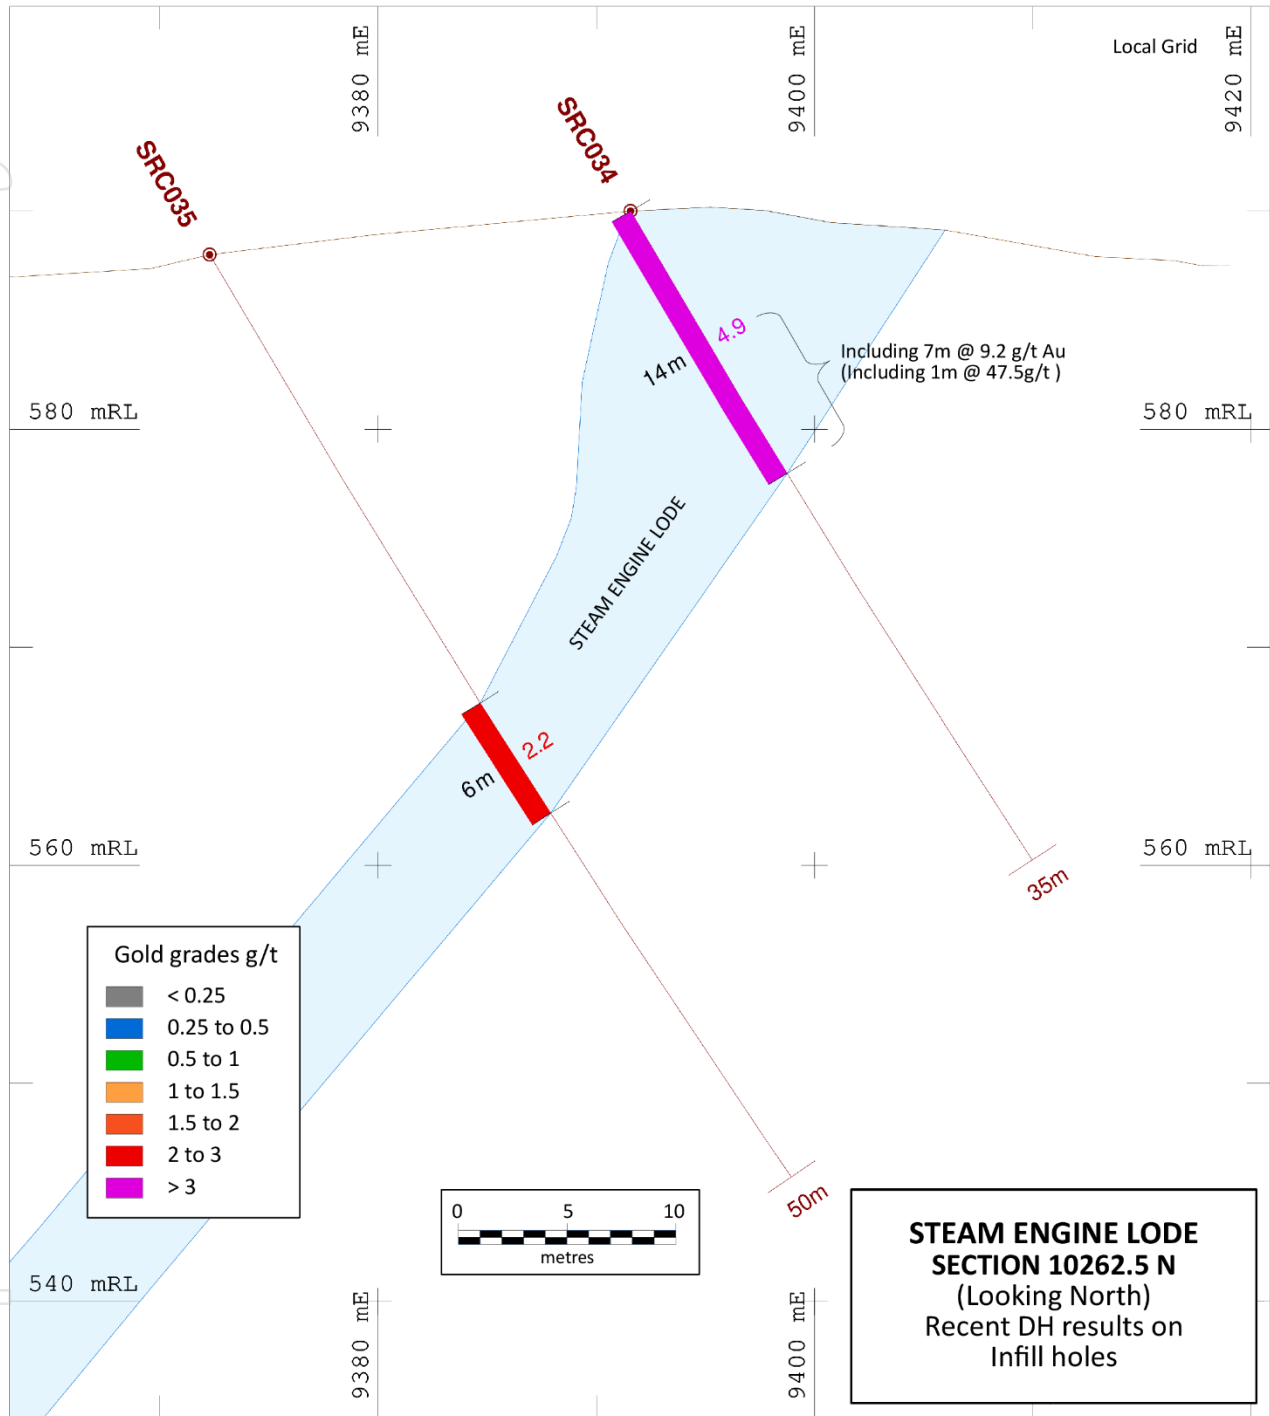 9380 mE
9400 mE
9420 mE
Local Grid
SRC035
SRC034
4.9
14m
Including 7m @ 9.2 g/t Au
(Including 1m @ 47.5g/t )
580 mRL
580 mRL
STEAM ENGINE LODE
2.2
6m
560 mRL
560 mRL
35m
Gold grades g/t
< 0.25
0.25 to 0.5
0.5 to 1
1 to 1.5
1.5 to 2
2 to 3
> 3
50m
0 5 10
metres
540 mRL
9380 mE
9400 mE
STEAM ENGINE LODE
SECTION 10262.5 N
(Looking North)
Recent DH results on
Infill holes